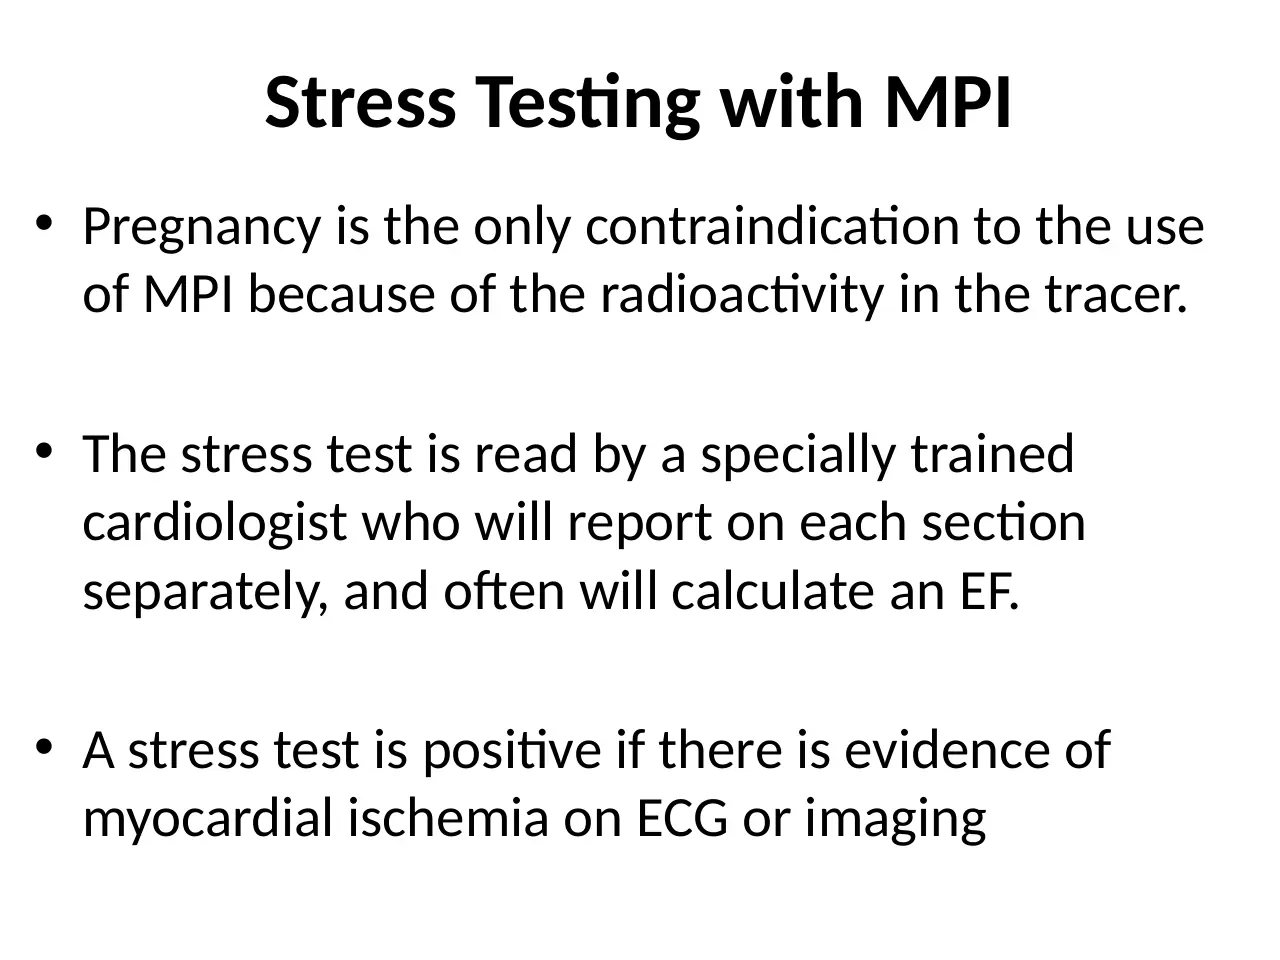 Stress Testing with MPI
• Pregnancy is the only contraindication to the use
of MPI because of the radioactivity in the tracer.
• The stress test is read by a specially trained
cardiologist who will report on each section
separately, and often will calculate an EF.
• A stress test is positive if there is evidence of
myocardial ischemia on ECG or imaging